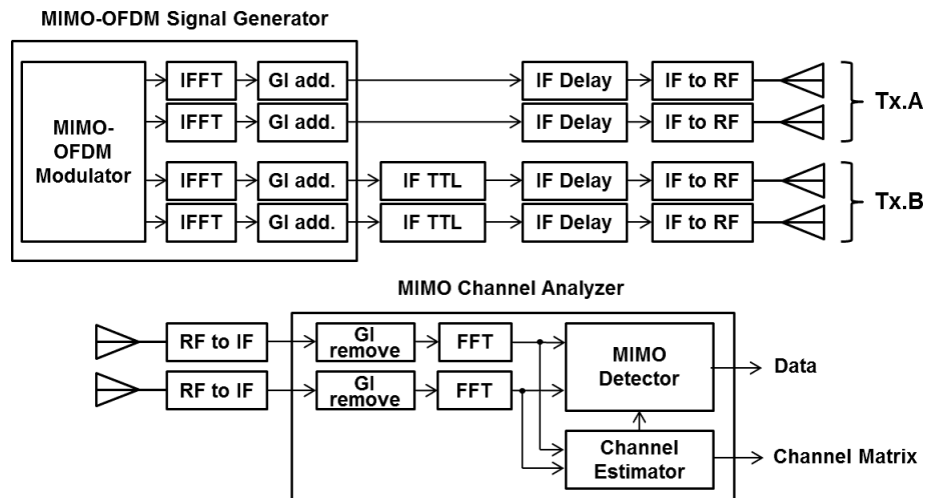 MIMO-OFDM Signal Generator
MIMO-
OFDM
Modulator
IFFT
GI add.
IF Delay
IF to RF
IFFT
GI add.
IF Delay
IF to RF
Tx.A
IFFT
GI add.
IF TTL
IF Delay
IF to RF
IFFT
GI add.
IF TTL
IF Delay
IF to RF
Tx.B
MIMO Channel Analyzer
RF to IF
GI
remove
FFT
RF to IF
GI
remove
FFT
MIMO
Detector
Data
Channel
Estimator
Channel Matrix